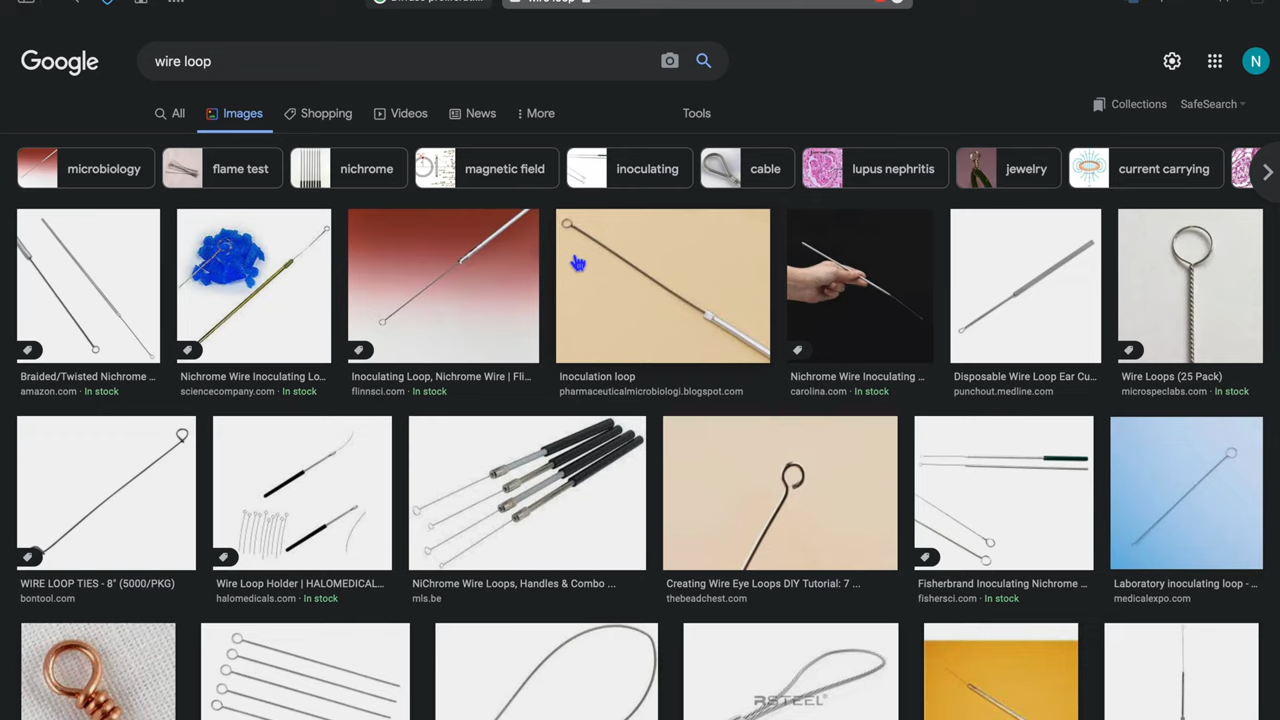 wire loop
Google
wire loop
N
All
Images
Shopping
Videos
News
More
Tools
Collections
SafeSearch
microbiology
flame test
nichrome
magnetic field
inoculating
cable
lupus nephritis
jewelry
current carrying
Braided/Twisted Nichrome ...
amazon.com · In stock
Nichrome Wire Inoculating Lo...
sciencecompany.com · In stock
Inoculating Loop, Nichrome Wire | Fli...
flinnsci.com · In stock
Inoculation loop
pharmaceuticalmicrobiologi.blogspot.com
Nichrome Wire Inoculating ...
carolina.com · In stock
Disposable Wire Loop Ear Cu...
punchout.medline.com
Wire Loops (25 Pack)
microspeclabs.com · In stock
WIRE LOOP TIES - 8" (5000/PKG)
bontool.com
Wire Loop Holder | HALOMEDICAL...
halomedicals.com · In stock
NiChrome Wire Loops, Handles & Combo ...
mls.be
Creating Wire Eye Loops DIY Tutorial: 7 ...
thebeadchest.com
Fisherbrand Inoculating Nichrome ...
fishersci.com · In stock
Laboratory inoculating loop - ...
medicalexpo.com
RSTEEL